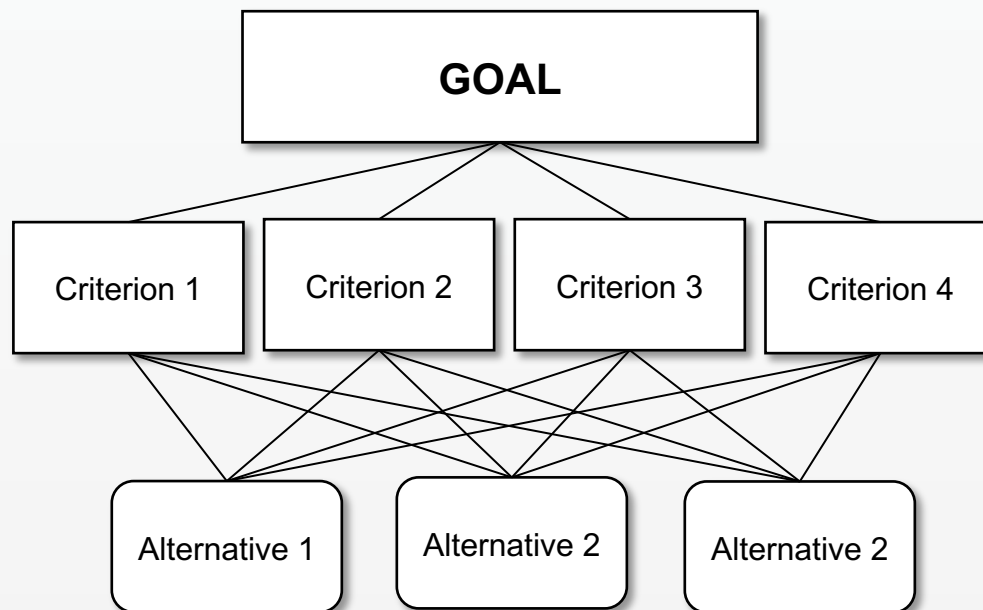 GOAL
Criterion 1
Criterion 2
Criterion 3
Criterion 4
Alternative 1
Alternative 2
Alternative 2